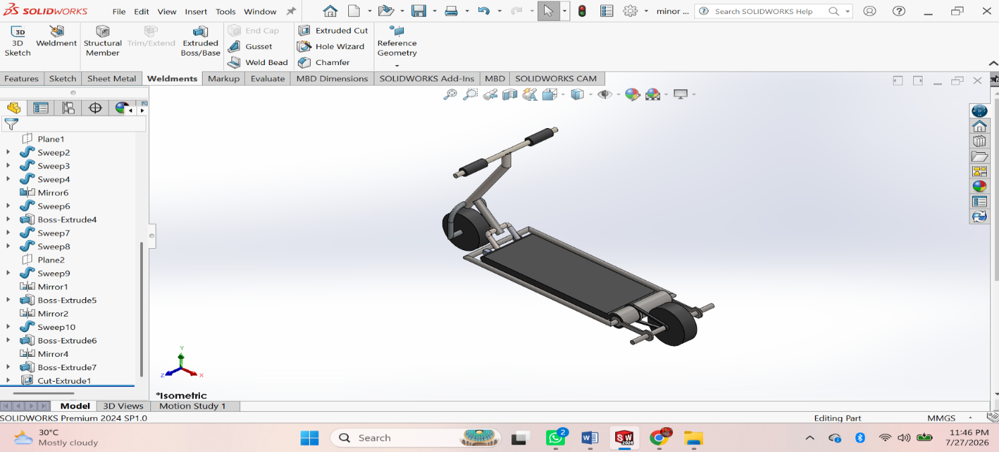 SOLIDWORKS File Edit View Insert Tools Window minor ... Search SOLIDWORKS Help
3D Sketch
Weldment
Structural Member
Trim/Extend
Extruded Boss/Base
End Cap
Gusset
Weld Bead
Extruded Cut
Hole Wizard
Chamfer
Reference Geometry
Features Sketch Sheet Metal Weldments Markup Evaluate MBD Dimensions SOLIDWORKS Add-Ins MBD SOLIDWORKS CAM
Plane1
Sweep2
Sweep3
Sweep4
Mirror6
Sweep6
Boss-Extrude4
Sweep7
Sweep8
Plane2
Sweep9
Mirror1
Boss-Extrude5
Mirror2
Sweep10
Boss-Extrude6
Mirror4
Boss-Extrude7
Cut-Extrude1
Y
Z X
*Isometric
Model 3D Views Motion Study 1
SOLIDWORKS Premium 2024 SP1.0 Editing Part MMGS
30°C
Mostly cloudy
Search
2
W
SW
2024
11:46 PM
7/27/2026